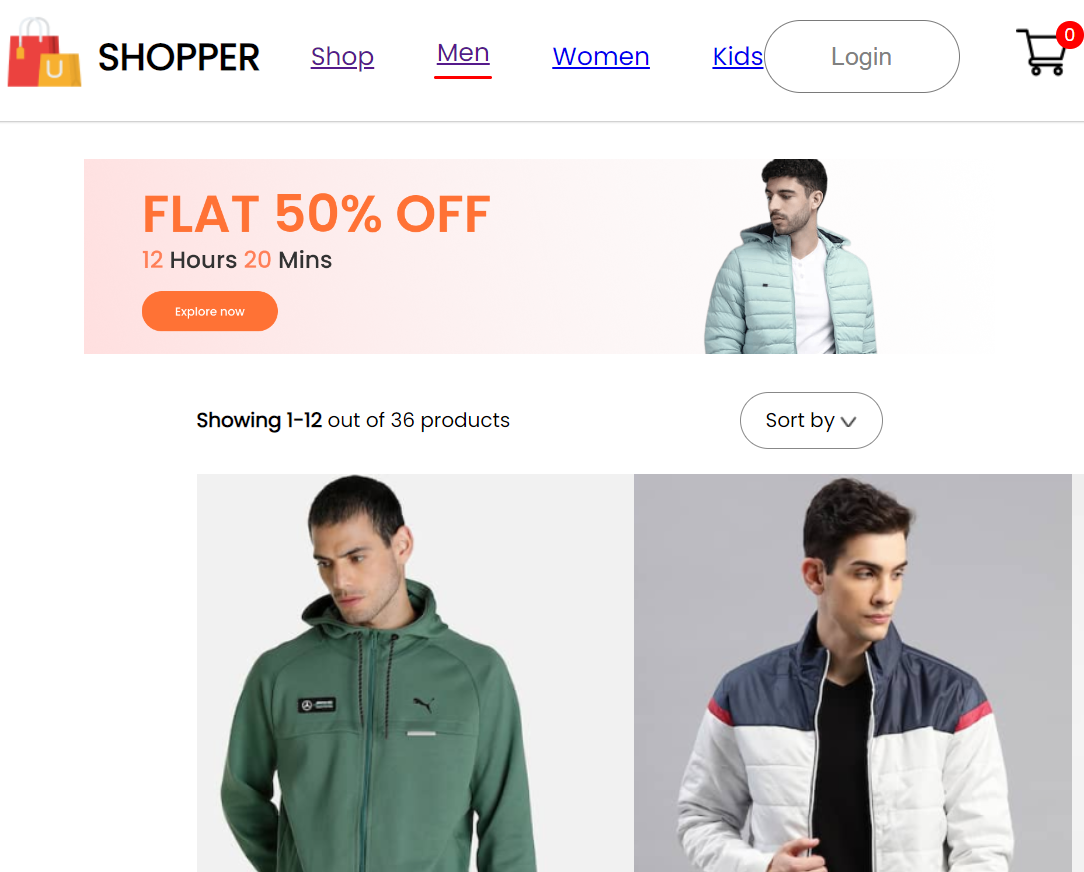 SHOPPER Shop Men Women Kids Login 0
U
FLAT 50% OFF
12 Hours 20 Mins
Explore now
Showing 1-12 out of 36 products
Sort by